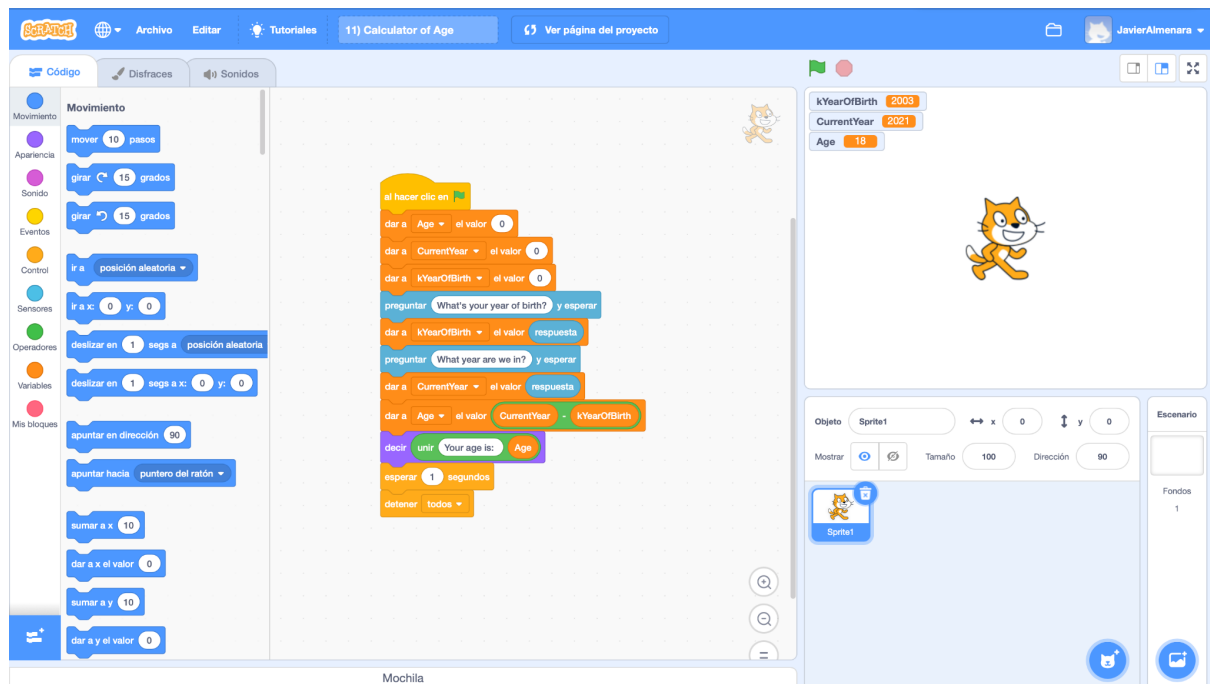 SCRATCH Archivo Editar Tutoriales 11) Calculator of Age Ver página del proyecto JavierAlmenara
Código Disfraces Sonidos
Movimiento
Apariencia
Sonido
Eventos
Control
Sensores
Operadores
Variables
Mis bloques
Movimiento
mover 10 pasos
girar 15 grados
girar 15 grados
ir a posición aleatoria
ir a x: 0 y: 0
deslizar en 1 segs a posición aleatoria
deslizar en 1 segs a x: 0 y: 0
apuntar en dirección 90
apuntar hacia puntero del ratón
sumar a x 10
dar a x el valor 0
sumar a y 10
dar a y el valor 0
al hacer clic en
dar a Age el valor 0
dar a CurrentYear el valor 0
dar a kYearOfBirth el valor 0
preguntar What's your year of birth? y esperar
dar a kYearOfBirth el valor respuesta
preguntar What year are we in? y esperar
dar a CurrentYear el valor respuesta
dar a Age el valor CurrentYear - kYearOfBirth
decir unir Your age is: Age
esperar 1 segundos
detener todos
kYearOfBirth 2003
CurrentYear 2021
Age 18
Objeto Sprite1 x 0 y 0
Mostrar Tamaño 100 Dirección 90
Sprite1
Escenario
Fondos
1
Mochila